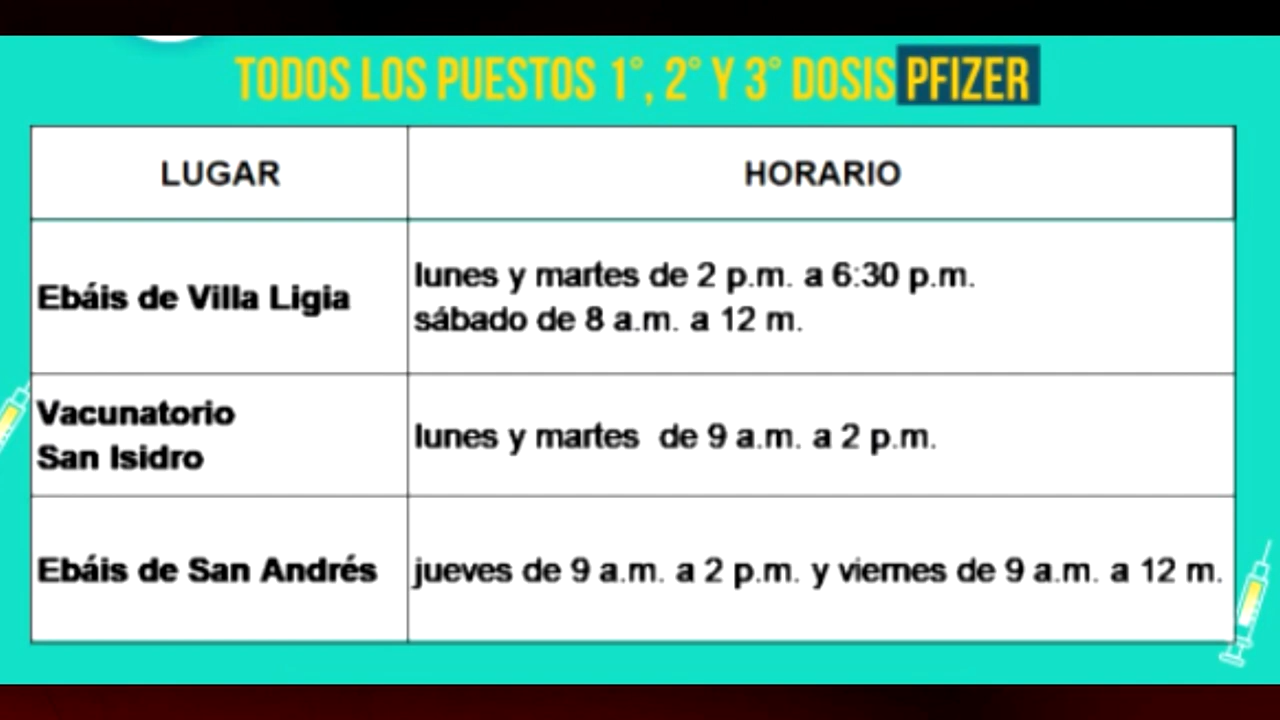 TODOS LOS PUESTOS 1°, 2° Y 3° DOSIS PFIZER
LUGAR
HORARIO
Ebáis de Villa Ligia
lunes y martes de 2 p.m. a 6:30 p.m.
sábado de 8 a.m. a 12 m.
Vacunatorio
San Isidro
lunes y martes de 9 a.m. a 2 p.m.
Ebáis de San Andrés
jueves de 9 a.m. a 2 p.m. y viernes de 9 a.m. a 12 m.